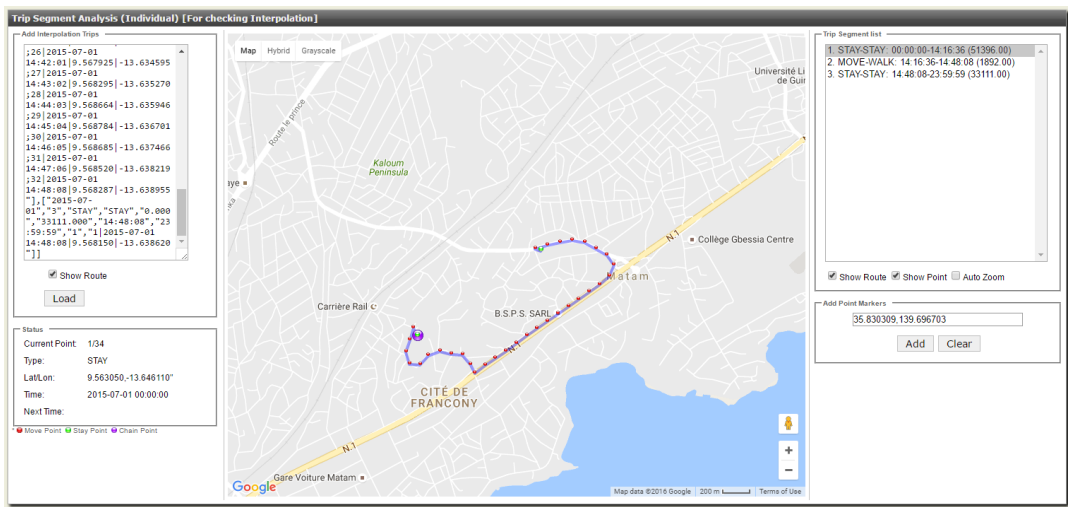 Trip Segment Analysis (Individual) [For checking Interpolation]
Add Interpolation Trips
;26|2015-07-01
14:42:01|9.567925|-13.634595
;27|2015-07-01
14:43:02|9.568295|-13.635270
;28|2015-07-01
14:44:03|9.568664|-13.635946
;29|2015-07-01
14:45:04|9.568784|-13.636701
;30|2015-07-01
14:46:05|9.568685|-13.637466
;31|2015-07-01
14:47:06|9.568520|-13.638219
;32|2015-07-01
14:48:08|9.568287|-13.638955
"],["2015-07-
01","3","STAY","STAY","0.000
","33111.000","14:48:08","23
:59:59","1","1|2015-07-01
14:48:08|9.568150|-13.638620
"]]
Show Route
Load
Status
Current Point: 1/34
Type: STAY
Lat/Lon: 9.563050,-13.646110"
Time: 2015-07-01 00:00:00
Next Time:
* Move Point Stay Point Chain Point
Map Hybrid Grayscale
Université Li
de Guir
Route le prince
Kaloum
Peninsula
aye
N.1
Collège Gbessia Centre
Matam
Carrière Rail
B.S.P.S. SARL
N.1
CITÉ DE
FRANCONY
N.1
Gare Voiture Matam
Google
Map data ©2016 Google 200 m Terms of Use
Trip Segment list
1. STAY-STAY: 00:00:00-14:16:36 (51396.00)
2. MOVE-WALK: 14:16:36-14:48:08 (1892.00)
3. STAY-STAY: 14:48:08-23:59:59 (33111.00)
Show Route Show Point Auto Zoom
Add Point Markers
35.830309,139.696703
Add Clear